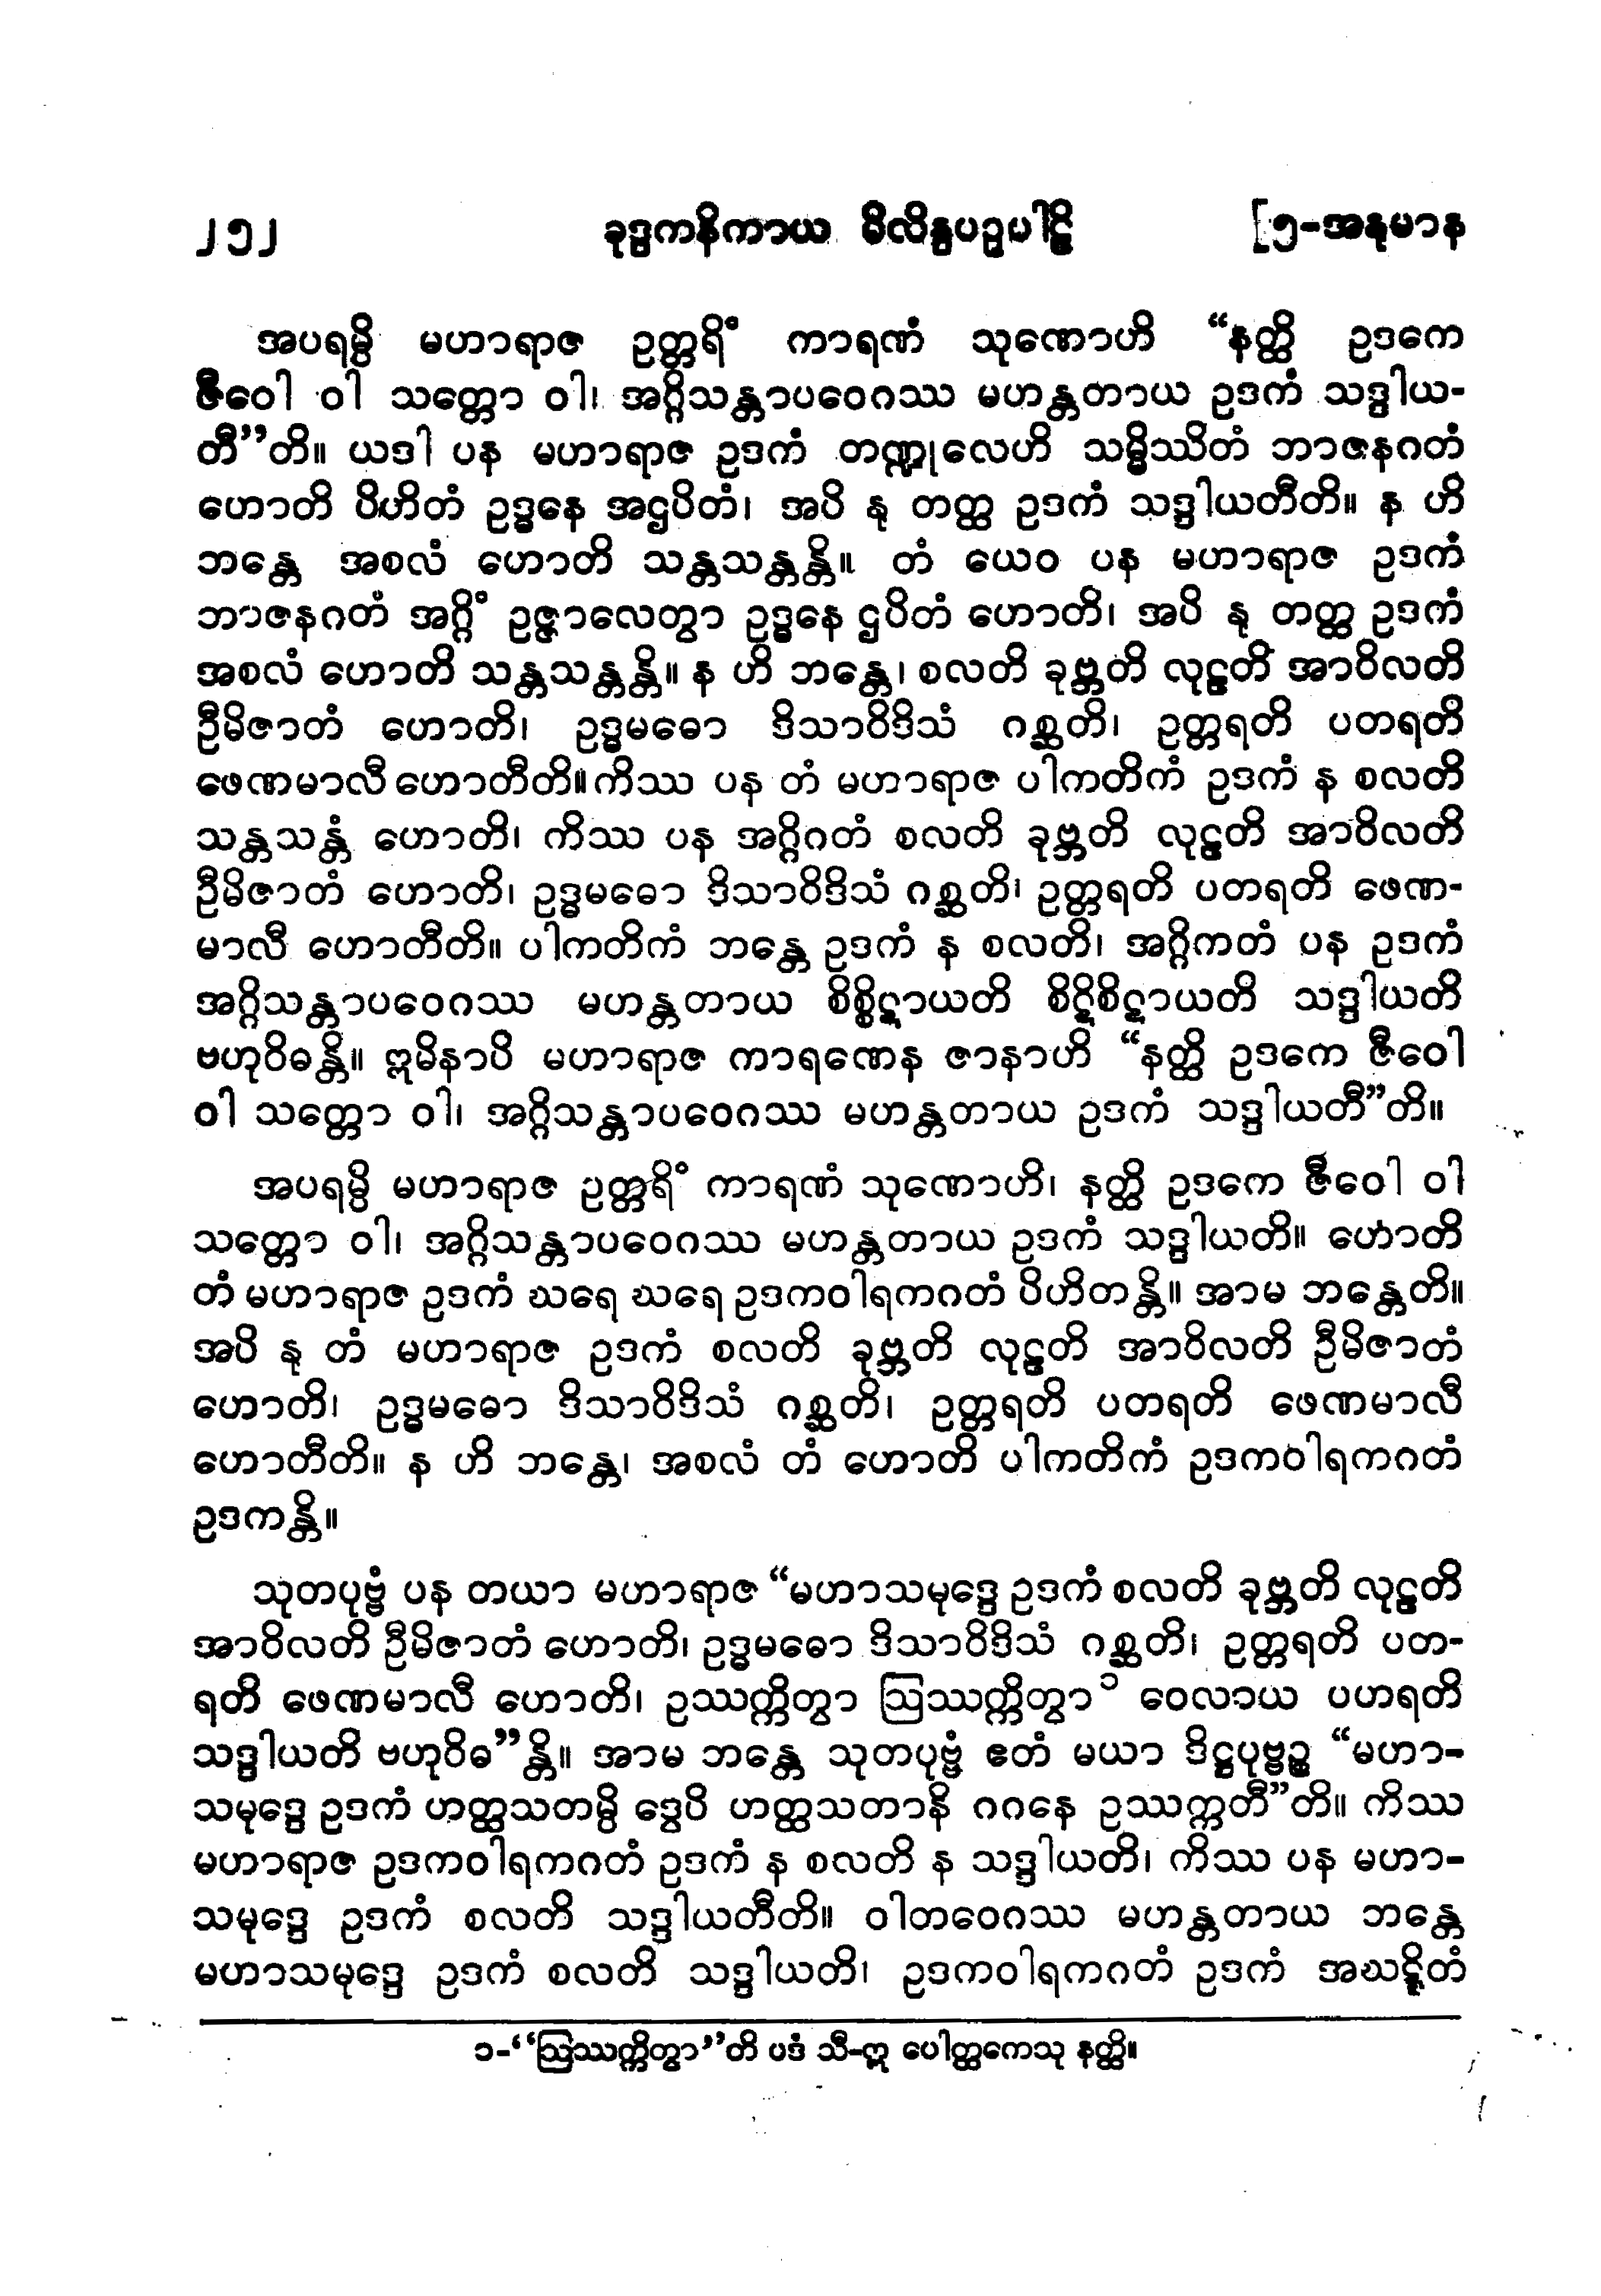 ၂၅၂ ခုဒ္ဒကနိကာယ မိလိန္ဒပဉှပါဠိ [၅-အနုမာန
အပရမ္ပိ မဟာရာဇ ဥတ္တရိံ ကာရဏံ သုဏောဟိ “နတ္ထိ ဥဒကေ
ဇီဝေါ ဝါ သတ္တော ဝါ၊ အဂ္ဂိသန္တာပဝေဂဿ မဟန္တတာယ ဥဒကံ သဒ္ဒါယ-
တီ”တိ။ ယဒါ ပန မဟာရာဇ ဥဒကံ တဏ္ဍုလေဟိ သမ္မိဿိတံ ဘာဇနဂတံ
ဟောတိ ပိဟိတံ ဥဒ္ဓနေ အဌပိတံ၊ အပိ နု တတ္ထ ဥဒကံ သဒ္ဒါယတီတိ။ န ဟိ
ဘန္တေ အစလံ ဟောတိ သန္တသန္တန္တိ။ တံ ယေဝ ပန မဟာရာဇ ဥဒကံ
ဘာဇနဂတံ အဂ္ဂိံ ဥဇ္ဇာလေတွာ ဥဒ္ဓနေ ဌပိတံ ဟောတိ၊ အပိ နု တတ္ထ ဥဒကံ
အစလံ ဟောတိ သန္တသန္တန္တိ။ န ဟိ ဘန္တေ၊ စလတိ ခုဗ္ဘတိ လုဠတိ အာဝိလတိ
ဦမိဇာတံ ဟောတိ၊ ဥဒ္ဓမဓော ဒိသာဝိဒိသံ ဂစ္ဆတိ၊ ဥတ္တရတိ ပတရတိ
ဖေဏမာလီ ဟောတီတိ။ ကိဿ ပန တံ မဟာရာဇ ပါကတိကံ ဥဒကံ န စလတိ
သန္တသန္တံ ဟောတိ၊ ကိဿ ပန အဂ္ဂိဂတံ စလတိ ခုဗ္ဘတိ လုဠတိ အာဝိလတိ
ဦမိဇာတံ ဟောတိ၊ ဥဒ္ဓမဓော ဒိသာဝိဒိသံ ဂစ္ဆတိ၊ ဥတ္တရတိ ပတရတိ ဖေဏ-
မာလီ ဟောတီတိ။ ပါကတိကံ ဘန္တေ ဥဒကံ န စလတိ၊ အဂ္ဂိကတံ ပန ဥဒကံ
အဂ္ဂိသန္တာပဝေဂဿ မဟန္တတာယ စိစ္စိဋာယတိ စိဋိစိဋာယတိ သဒ္ဒါယတိ
ဗဟုဝိဓန္တိ။ ဣမိနာပိ မဟာရာဇ ကာရဏေန ဇာနာဟိ “နတ္ထိ ဥဒကေ ဇီဝေါ
ဝါ သတ္တော ဝါ၊ အဂ္ဂိသန္တာပဝေဂဿ မဟန္တတာယ ဥဒကံ သဒ္ဒါယတီ”တိ။
အပရမ္ပိ မဟာရာဇ ဥတ္တရိံ ကာရဏံ သုဏောဟိ၊ နတ္ထိ ဥဒကေ ဇီဝေါ ဝါ
သတ္တော ဝါ၊ အဂ္ဂိသန္တာပဝေဂဿ မဟန္တတာယ ဥဒကံ သဒ္ဒါယတိ။ ဟောတိ
တံ မဟာရာဇ ဥဒကံ ဃရေ ဃရေ ဥဒကဝါရကဂတံ ပိဟိတန္တိ။ အာမ ဘန္တေတိ။
အပိ နု တံ မဟာရာဇ ဥဒကံ စလတိ ခုဗ္ဘတိ လုဠတိ အာဝိလတိ ဦမိဇာတံ
ဟောတိ၊ ဥဒ္ဓမဓော ဒိသာဝိဒိသံ ဂစ္ဆတိ၊ ဥတ္တရတိ ပတရတိ ဖေဏမာလီ
ဟောတီတိ။ န ဟိ ဘန္တေ၊ အစလံ တံ ဟောတိ ပါကတိကံ ဥဒကဝါရကဂတံ
ဥဒကန္တိ။
သုတပုဗ္ဗံ ပန တယာ မဟာရာဇ “မဟာသမုဒ္ဒေ ဥဒကံ စလတိ ခုဗ္ဘတိ လုဠတိ
အာဝိလတိ ဦမိဇာတံ ဟောတိ၊ ဥဒ္ဓမဓော ဒိသာဝိဒိသံ ဂစ္ဆတိ၊ ဥတ္တရတိ ပတ-
ရတိ ဖေဏမာလီ ဟောတိ၊ ဥဿက္ကိတွာ ဩဿက္ကိတွာ ၁ ဝေလာယ ပဟရတိ
သဒ္ဒါယတိ ဗဟုဝိဓ”န္တိ။ အာမ ဘန္တေ သုတပုဗ္ဗံ ဧတံ မယာ ဒိဋ္ဌပုဗ္ဗဉ္စ “မဟာ-
သမုဒ္ဒေ ဥဒကံ ဟတ္ထသတမ္ပိ ဒွေပိ ဟတ္ထသတာနိ ဂဂနေ ဥဿက္ကတီ”တိ။ ကိဿ
မဟာရာဇ ဥဒကဝါရကဂတံ ဥဒကံ န စလတိ န သဒ္ဒါယတိ၊ ကိဿ ပန မဟာ-
သမုဒ္ဒေ ဥဒကံ စလတိ သဒ္ဒါယတီတိ။ ဝါတဝေဂဿ မဟန္တတာယ ဘန္တေ
မဟာသမုဒ္ဒေ ဥဒကံ စလတိ သဒ္ဒါယတိ၊ ဥဒကဝါရကဂတံ ဥဒကံ အဃဋ္ဋိတံ
၁-“ဩဿက္ကိတွာ”တိ ပဒံ သီ-ဣ ပေါတ္ထကေသု နတ္ထိ။